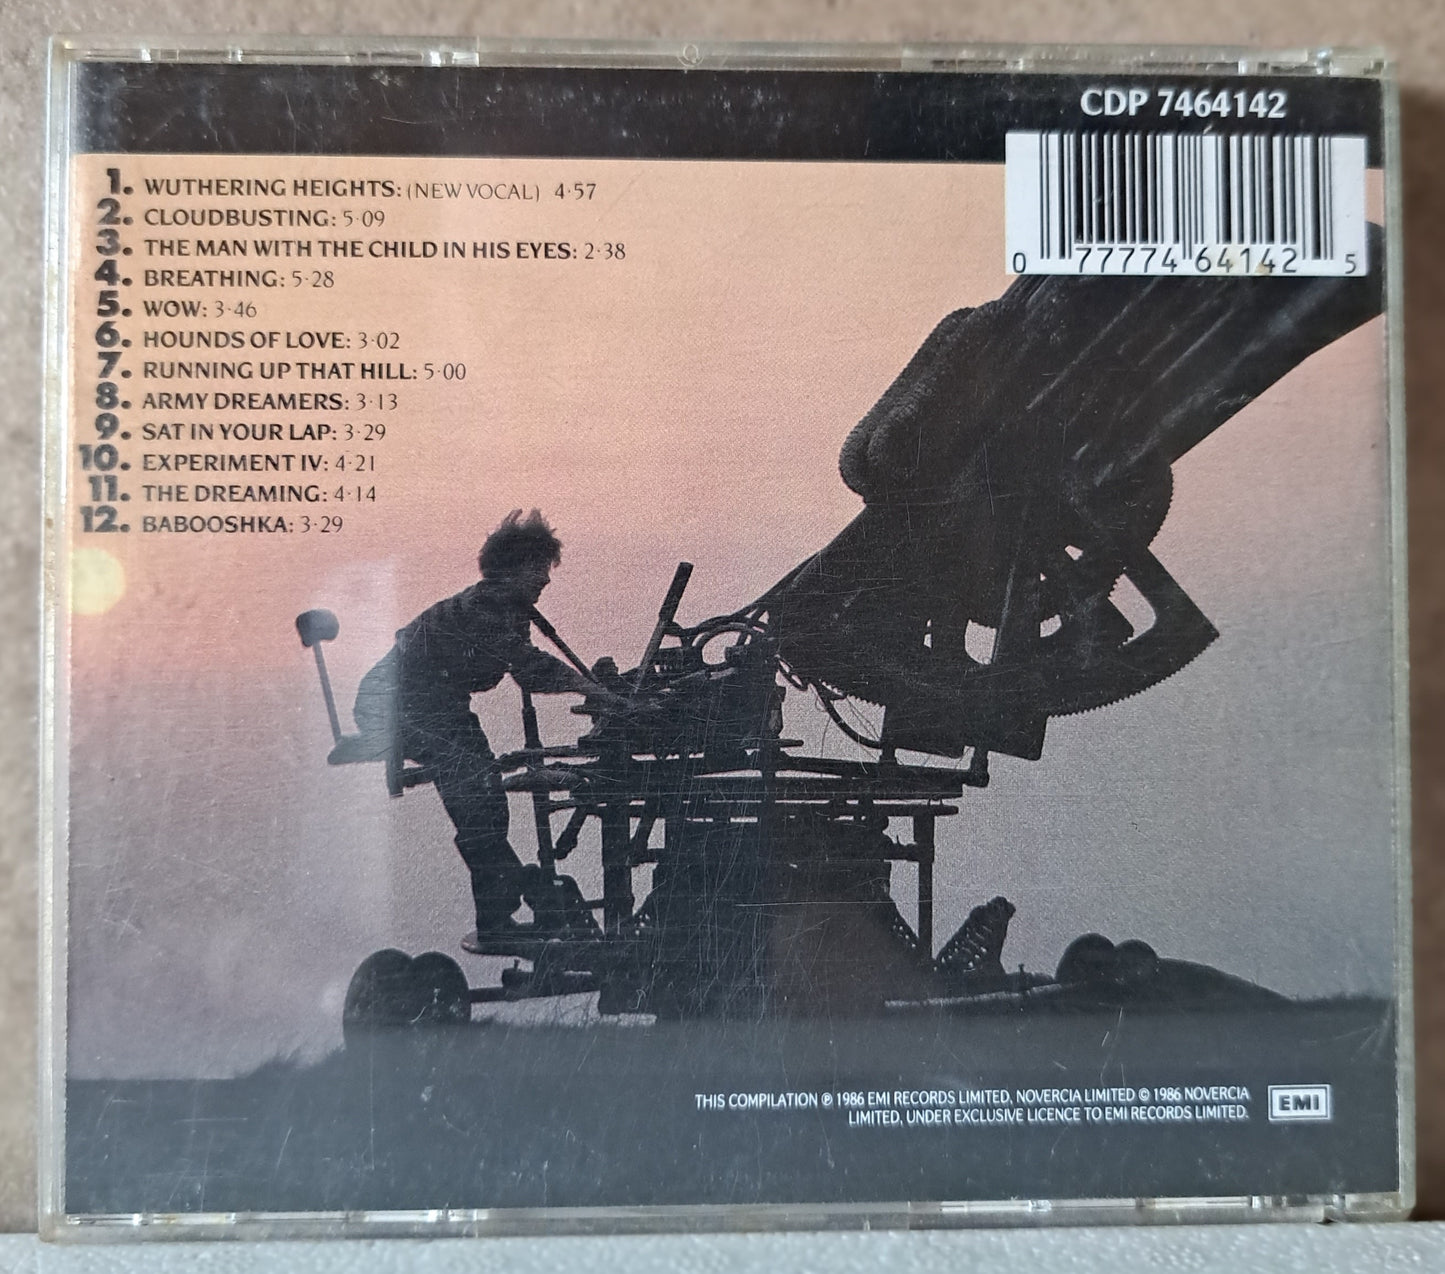 CDP 7464142
0 77774 64142 5
1. WUTHERING HEIGHTS: (NEW VOCAL) 4·57
2. CLOUDBUSTING: 5·09
3. THE MAN WITH THE CHILD IN HIS EYES: 2·38
4. BREATHING: 5·28
5. WOW: 3·46
6. HOUNDS OF LOVE: 3·02
7. RUNNING UP THAT HILL: 5·00
8. ARMY DREAMERS: 3·13
9. SAT IN YOUR LAP: 3·29
10. EXPERIMENT IV: 4·21
11. THE DREAMING: 4·14
12. BABOOSHKA: 3·29
THIS COMPILATION ℗ 1986 EMI RECORDS LIMITED, NOVERCIA LIMITED © 1986 NOVERCIA
LIMITED, UNDER EXCLUSIVE LICENCE TO EMI RECORDS LIMITED.
EMI